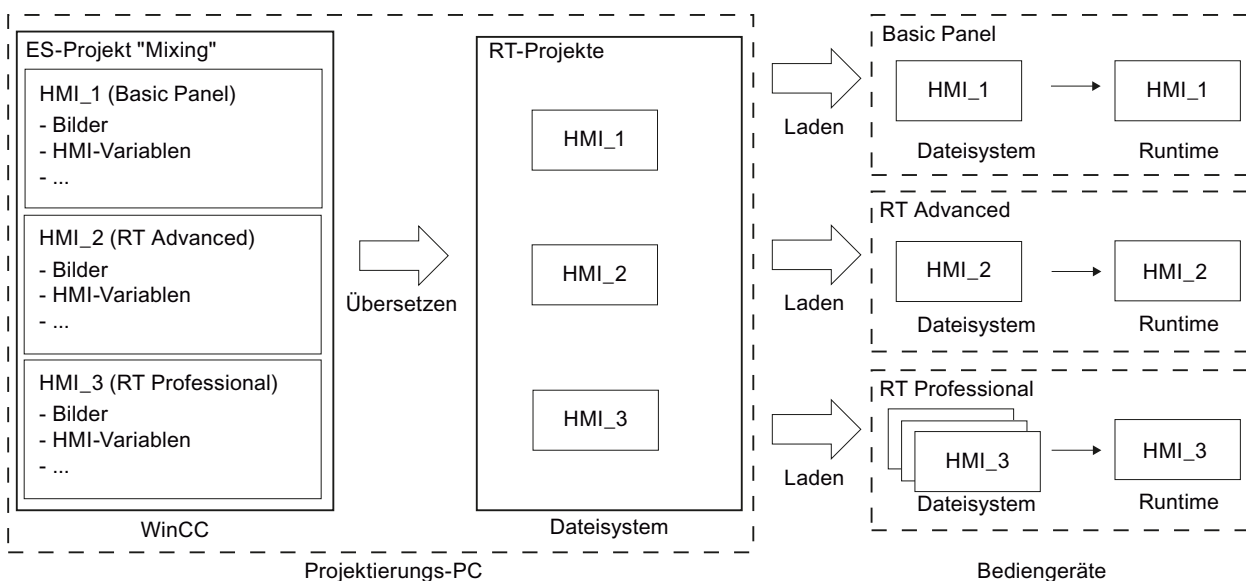 ES-Projekt "Mixing"
HMI_1 (Basic Panel)
- Bilder
- HMI-Variablen
- ...
HMI_2 (RT Advanced)
- Bilder
- HMI-Variablen
- ...
HMI_3 (RT Professional)
- Bilder
- HMI-Variablen
- ...
WinCC
Übersetzen
RT-Projekte
HMI_1
HMI_2
HMI_3
Dateisystem
Projektierungs-PC
Laden
Laden
Laden
Basic Panel
HMI_1
HMI_1
Dateisystem
Runtime
RT Advanced
HMI_2
HMI_2
Dateisystem
Runtime
RT Professional
HMI_3
HMI_3
Dateisystem
Runtime
Bediengeräte